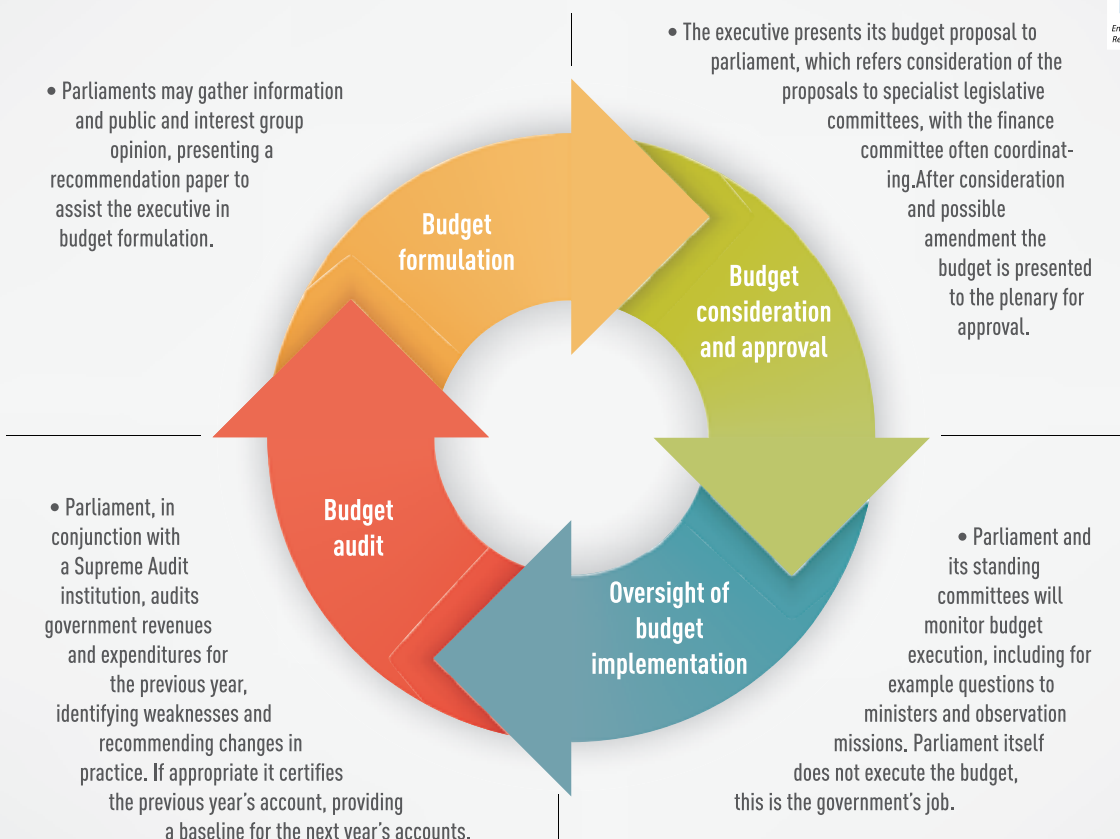 • Parliaments may gather information
and public and interest group
opinion, presenting a
recommendation paper to
assist the executive in
budget formulation.
• The executive presents its budget proposal to
parliament, which refers consideration of the
proposals to specialist legislative
committees, with the finance
committee often coordinat-
ing.After consideration
and possible
amendment the
budget is presented
to the plenary for
approval.
Budget
formulation
Budget
consideration
and approval
Budget
audit
Oversight of
budget
implementation
• Parliament, in
conjunction with
a Supreme Audit
institution, audits
government revenues
and expenditures for
the previous year,
identifying weaknesses and
recommending changes in
practice. If appropriate it certifies
the previous year's account, providing
a baseline for the next year's accounts.
• Parliament and
its standing
committees will
monitor budget
execution, including for
example questions to
ministers and observation
missions. Parliament itself
does not execute the budget,
this is the government's job.